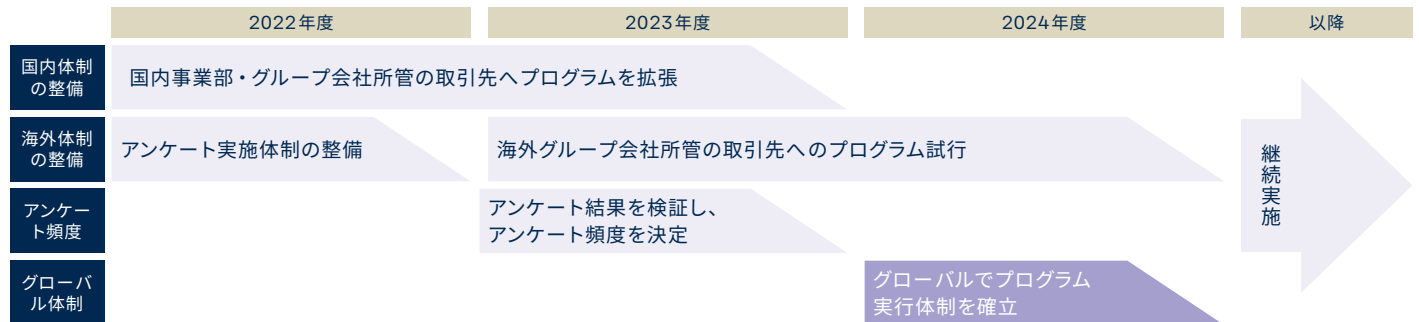 2022年度
2023年度
2024年度
以降
国内体制
の整備
国内事業部・グループ会社所管の取引先へプログラムを拡張
海外体制
の整備
アンケート実施体制の整備
海外グループ会社所管の取引先へのプログラム試行
継続実施
アンケー
ト頻度
アンケート結果を検証し、
アンケート頻度を決定
グローバ
ル体制
グローバルでプログラム
実行体制を確立